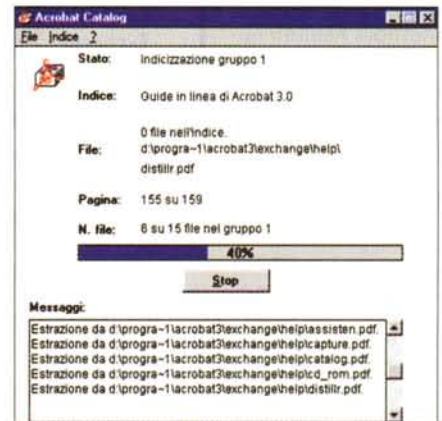 Acrobat Catalog
File Indice ?
Stato: Indicizzazione gruppo 1
Indice: Guide in linea di Acrobat 3.0
0 file nell'indice.
File: d:\progra~1\acrobat3\exchange\help\
distillr.pdf
Pagina: 155 su 159
N. file: 6 su 15 file nel gruppo 1
40%
Stop
Messaggi:
Estrazione da d:\progra~1\acrobat3\exchange\help\assisten.pdf.
Estrazione da d:\progra~1\acrobat3\exchange\help\capture.pdf.
Estrazione da d:\progra~1\acrobat3\exchange\help\catalog.pdf.
Estrazione da d:\progra~1\acrobat3\exchange\help\cd_rom.pdf.
Estrazione da d:\progra~1\acrobat3\exchange\help\distillr.pdf.